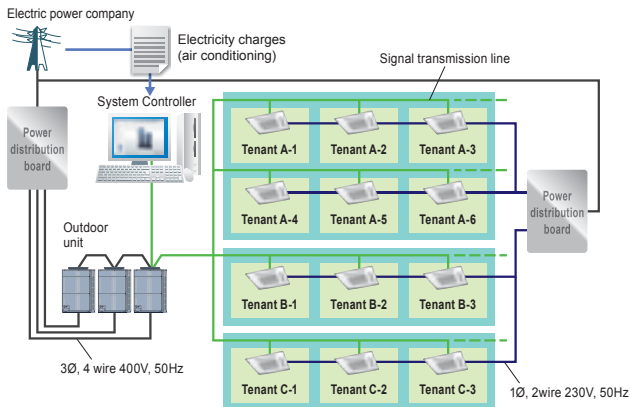 Electric power company
Electricity charges
(air conditioning)
Signal transmission line
System Controller
Power
distribution
board
Tenant A-1
Tenant A-2
Tenant A-3
Tenant A-4
Tenant A-5
Tenant A-6
Power
distribution
board
Outdoor
unit
Tenant B-1
Tenant B-2
Tenant B-3
3Ø, 4 wire 400V, 50Hz
Tenant C-1
Tenant C-2
Tenant C-3
1Ø, 2wire 230V, 50Hz